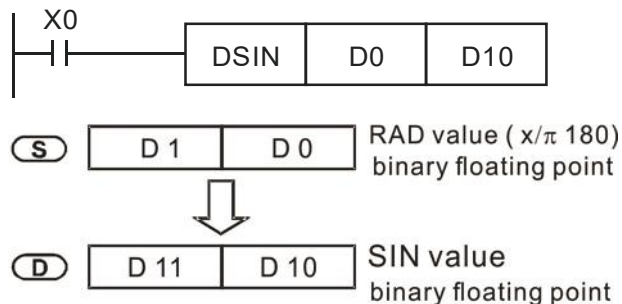 X0
DSIN D0 D10
S D 1 D 0 RAD value ( x/π 180)
binary floating point
D D 11 D 10 SIN value
binary floating point